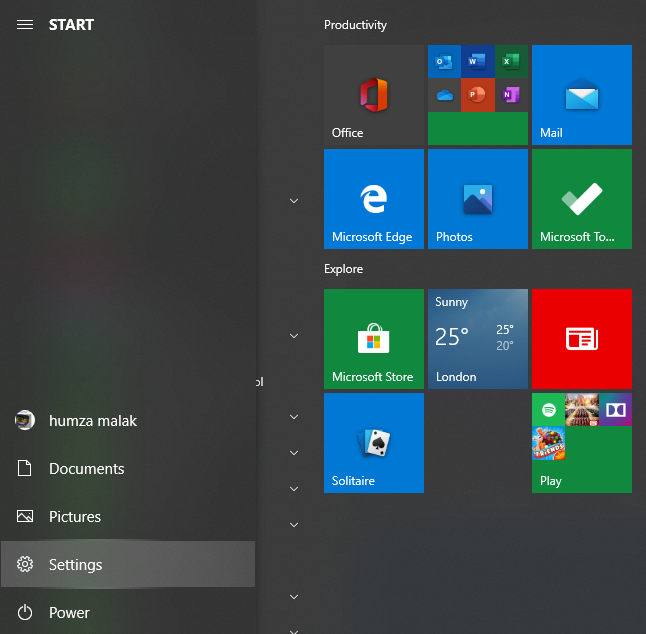 START
humza malak
Documents
Pictures
Settings
Power
ol
Productivity
Office
Mail
Microsoft Edge
Photos
Microsoft To...
Explore
Microsoft Store
Sunny
25°
25°
20°
London
Solitaire
Play